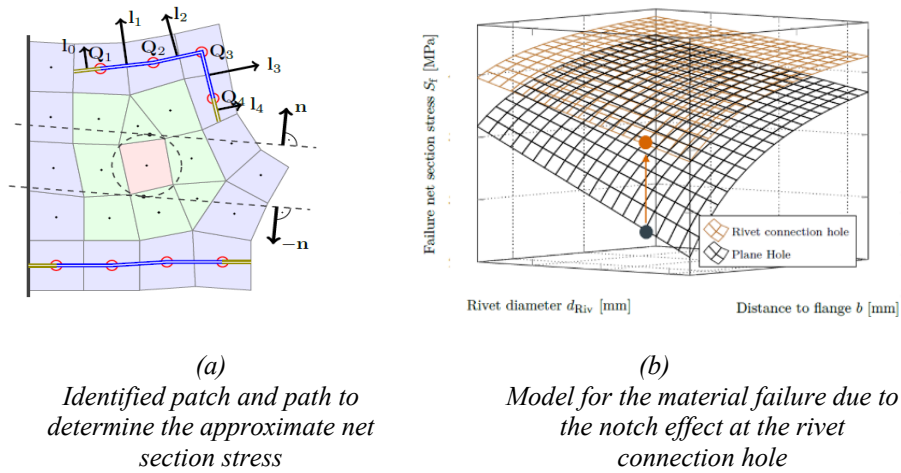 l₀
Q₁
l₁
Q₂
l₂
Q₃
l₃
Q₄
l₄
n
−n
(a)
Identified patch and path to
determine the approximate net
section stress
Failure net section stress S_f [MPa]
Rivet connection hole
Plane Hole
Rivet diameter d_Riv [mm]
Distance to flange b [mm]
(b)
Model for the material failure due to
the notch effect at the rivet
connection hole